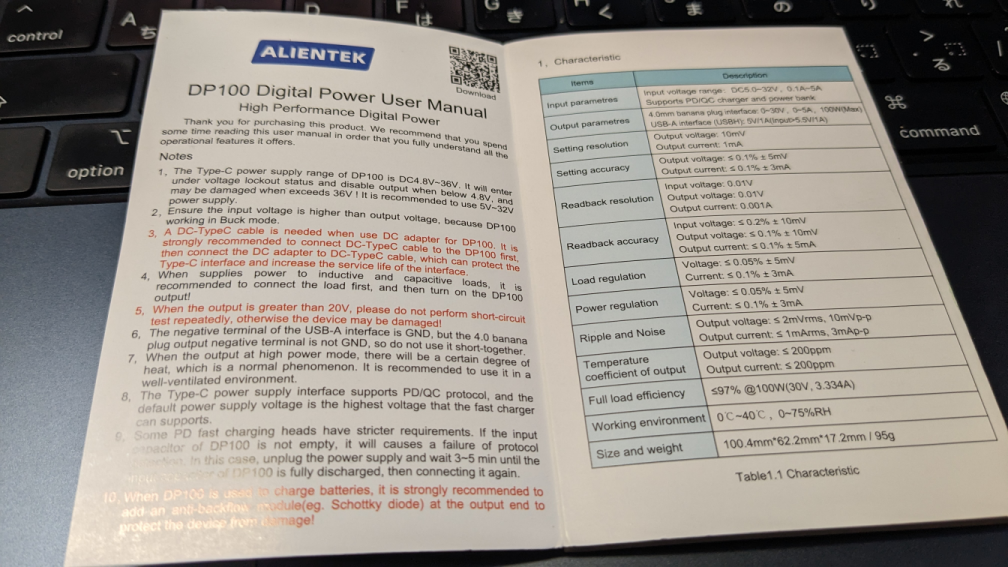 control
A
ち
D
F
は
G
き
く
ま
の
れ
>
.
る
⌘
command
⌥
option
ALIENTEK
Download
DP100 Digital Power User Manual
High Performance Digital Power
Thank you for purchasing this product. We recommend that you spend
some time reading this user manual in order that you fully understand all the
operational features it offers.
Notes
1、The Type-C power supply range of DP100 is DC4.8V~36V. It will enter
under voltage lockout status and disable output when below 4.8V, and
may be damaged when exceeds 36V ! It is recommended to use 5V~32V
power supply.
2、Ensure the input voltage is higher than output voltage, because DP100
working in Buck mode.
3、A DC-TypeC cable is needed when use DC adapter for DP100. It is
strongly recommended to connect DC-TypeC cable to the DP100 first,
then connect the DC adapter to DC-TypeC cable, which can protect the
Type-C interface and increase the service life of the interface.
4、When supplies power to inductive and capacitive loads, it is
recommended to connect the load first, and then turn on the DP100
output!
5、When the output is greater than 20V, please do not perform short-circuit
test repeatedly, otherwise the device may be damaged!
6、The negative terminal of the USB-A interface is GND, but the 4.0 banana
plug output negative terminal is not GND, so do not use it short-together.
7、When the output at high power mode, there will be a certain degree of
heat, which is a normal phenomenon. It is recommended to use it in a
well-ventilated environment.
8、The Type-C power supply interface supports PD/QC protocol, and the
default power supply voltage is the highest voltage that the fast charger
can supports.
9、Some PD fast charging heads have stricter requirements. If the input
capacitor of DP100 is not empty, it will causes a failure of protocol
In this case, unplug the power supply and wait 3~5 min until the
of DP100 is fully discharged, then connecting it again.
10、When DP100 is used to charge batteries, it is strongly recommended to
add an anti-backflow module(eg. Schottky diode) at the output end to
protect the device from damage!
1、Characteristic
Items Description
Input parametres Input voltage range: DC5.0~32V , 0.1A~5A
Supports PD/QC charger and power bank
Output parametres 4.0mm banana plug interface: 0~30V , 0~5A, 100W(Max)
USB-A interface (USBH): 5V/1A(Input>5.5V/1A)
Setting resolution Output voltage: 10mV
Output current: 1mA
Setting accuracy Output voltage: ≤ 0.1% ± 5mV
Output current: ≤ 0.1% ± 3mA
Readback resolution Input voltage: 0.01V
Output voltage: 0.01V
Output current: 0.001A
Readback accuracy Input voltage: ≤ 0.2% ± 10mV
Output voltage: ≤ 0.1% ± 10mV
Output current: ≤ 0.1% ± 5mA
Load regulation Voltage: ≤ 0.05% ± 5mV
Current: ≤ 0.1% ± 3mA
Power regulation Voltage: ≤ 0.05% ± 5mV
Current: ≤ 0.1% ± 3mA
Ripple and Noise Output voltage: ≤ 2mVrms, 10mVp-p
Output current: ≤ 1mArms, 3mAp-p
Temperature coefficient of output Output voltage: ≤ 200ppm
Output current: ≤ 200ppm
Full load efficiency ≤97% @100W(30V, 3.334A)
Working environment 0℃~40℃ , 0~75%RH
Size and weight 100.4mm*62.2mm*17.2mm / 95g
Table1.1 Characteristic